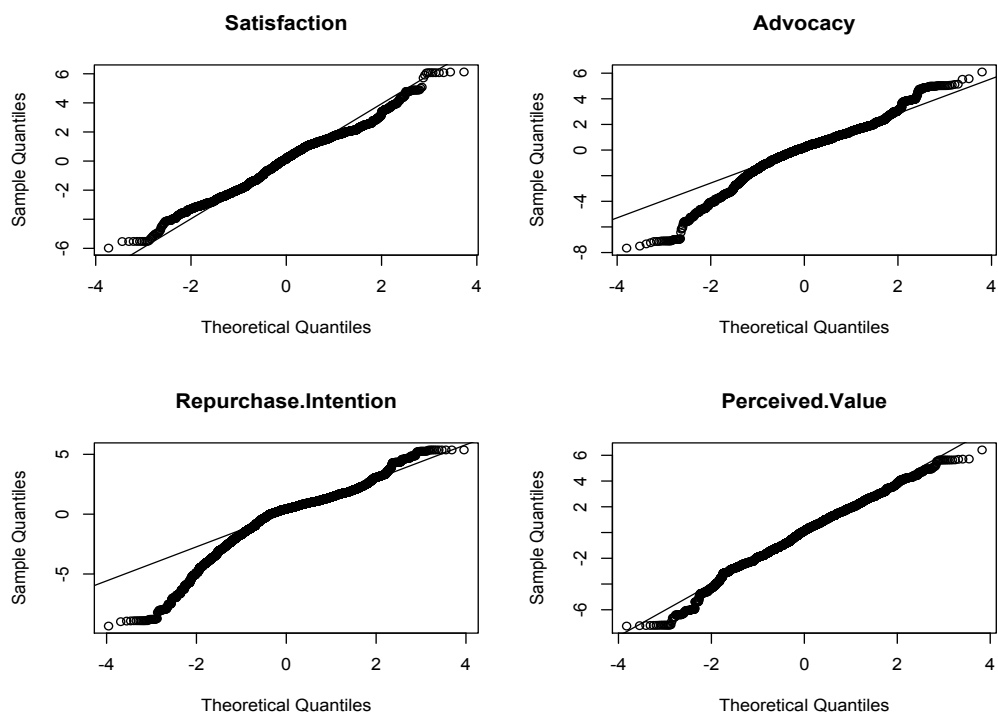 Satisfaction
Sample Quantiles
6
4
2
0
-2
-6
-4 -2 0 2 4
Theoretical Quantiles
Advocacy
Sample Quantiles
8
4
0
-4
-8
-4 -2 0 2 4
Theoretical Quantiles
Repurchase.Intention
Sample Quantiles
5
0
-5
-4 -2 0 2 4
Theoretical Quantiles
Perceived.Value
Sample Quantiles
6
4
2
-2
-6
-4 -2 0 2 4
Theoretical Quantiles